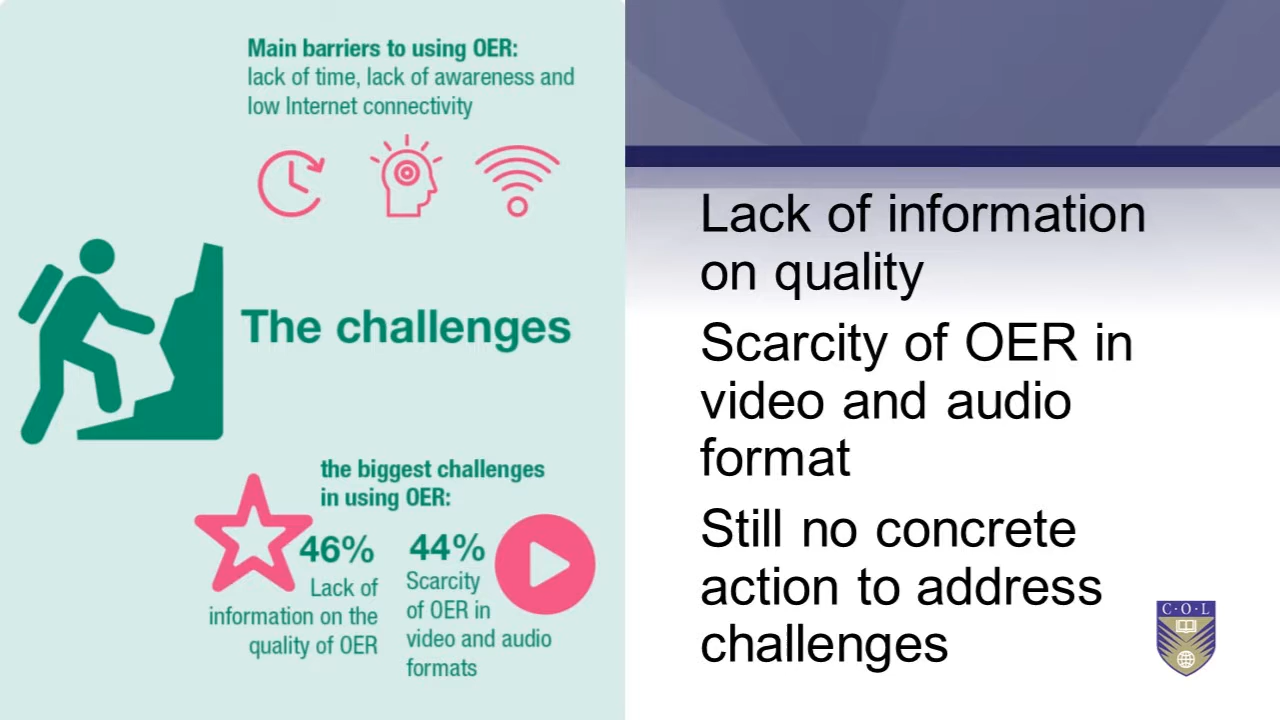 Main barriers to using OER:
lack of time, lack of awareness and
low Internet connectivity
The challenges
the biggest challenges
in using OER:
46%
Lack of
information on the
quality of OER
44%
Scarcity
of OER in
video and audio
formats
Lack of information
on quality
Scarcity of OER in
video and audio
format
Still no concrete
action to address
challenges
C·O·L